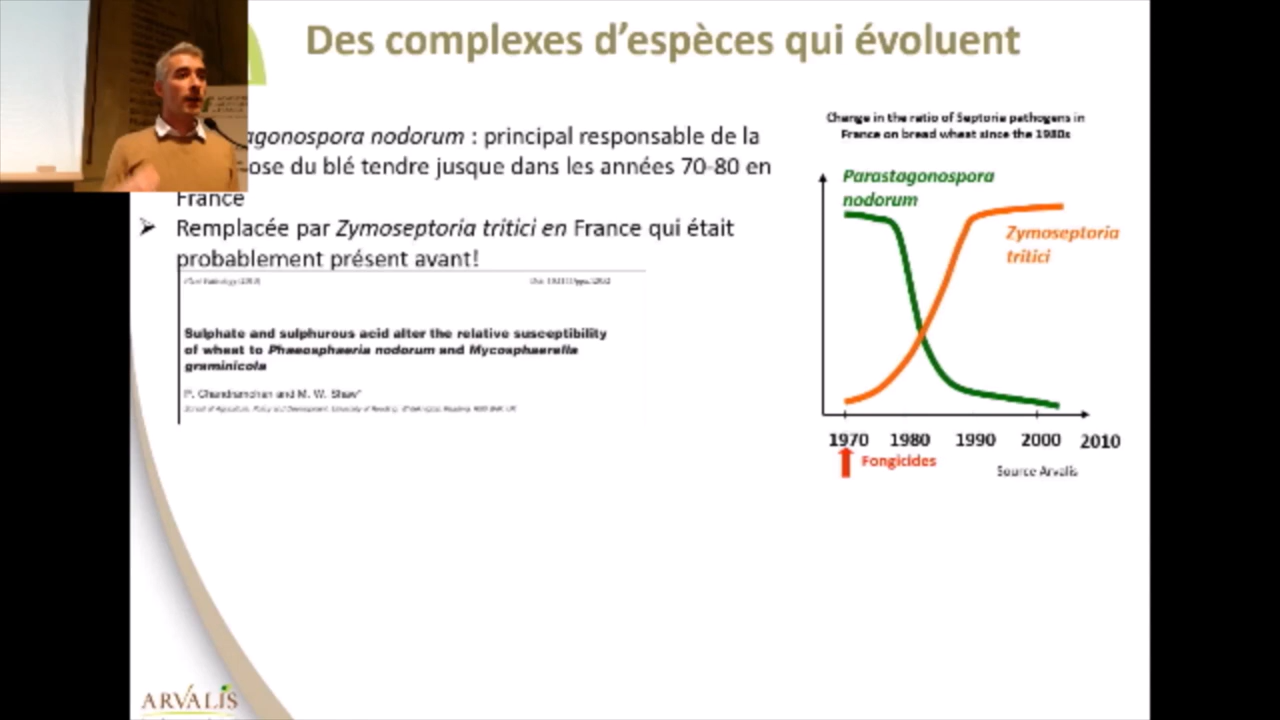 Des complexes d'espèces qui évoluent
agonospora nodorum : principal responsable de la
ose du blé tendre jusque dans les années 70-80 en
France
➤ Remplacée par Zymoseptoria tritici en France qui était
probablement présent avant!
Sulphate and sulphurous acid alter the relative susceptibility
of wheat to Phaeosphaeria nodorum and Mycosphaerella
graminicola
P. Chandramohan and M. W. Shaw*
Change in the ratio of Septoria pathogens in
France on bread wheat since the 1980s
Parastagonospora
nodorum
Zymoseptoria
tritici
1970 1980 1990 2000 2010
Fongicides
Source Arvalis
ARVALIS